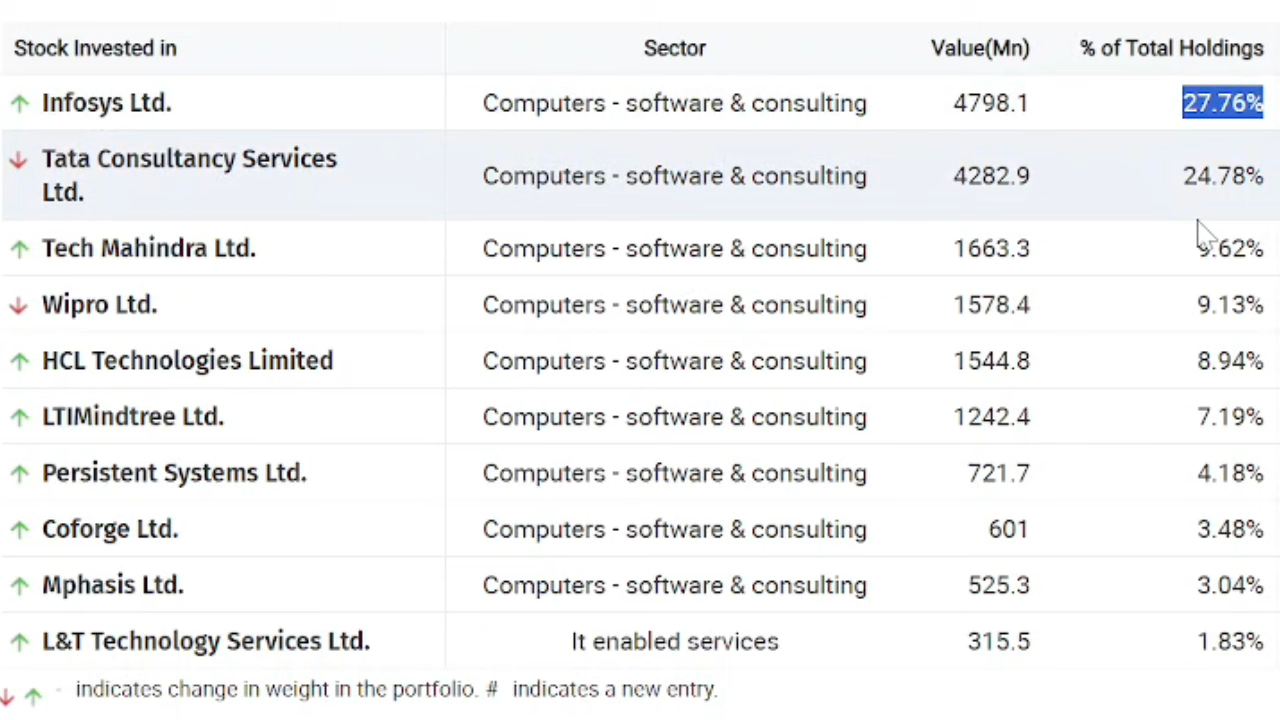 Stock Invested in Sector Value(Mn) % of Total Holdings
Infosys Ltd. Computers - software & consulting 4798.1 27.76%
Tata Consultancy Services
Ltd. Computers - software & consulting 4282.9 24.78%
Tech Mahindra Ltd. Computers - software & consulting 1663.3 9.62%
Wipro Ltd. Computers - software & consulting 1578.4 9.13%
HCL Technologies Limited Computers - software & consulting 1544.8 8.94%
LTIMindtree Ltd. Computers - software & consulting 1242.4 7.19%
Persistent Systems Ltd. Computers - software & consulting 721.7 4.18%
Coforge Ltd. Computers - software & consulting 601 3.48%
Mphasis Ltd. Computers - software & consulting 525.3 3.04%
L&T Technology Services Ltd. It enabled services 315.5 1.83%
- indicates change in weight in the portfolio. # indicates a new entry.